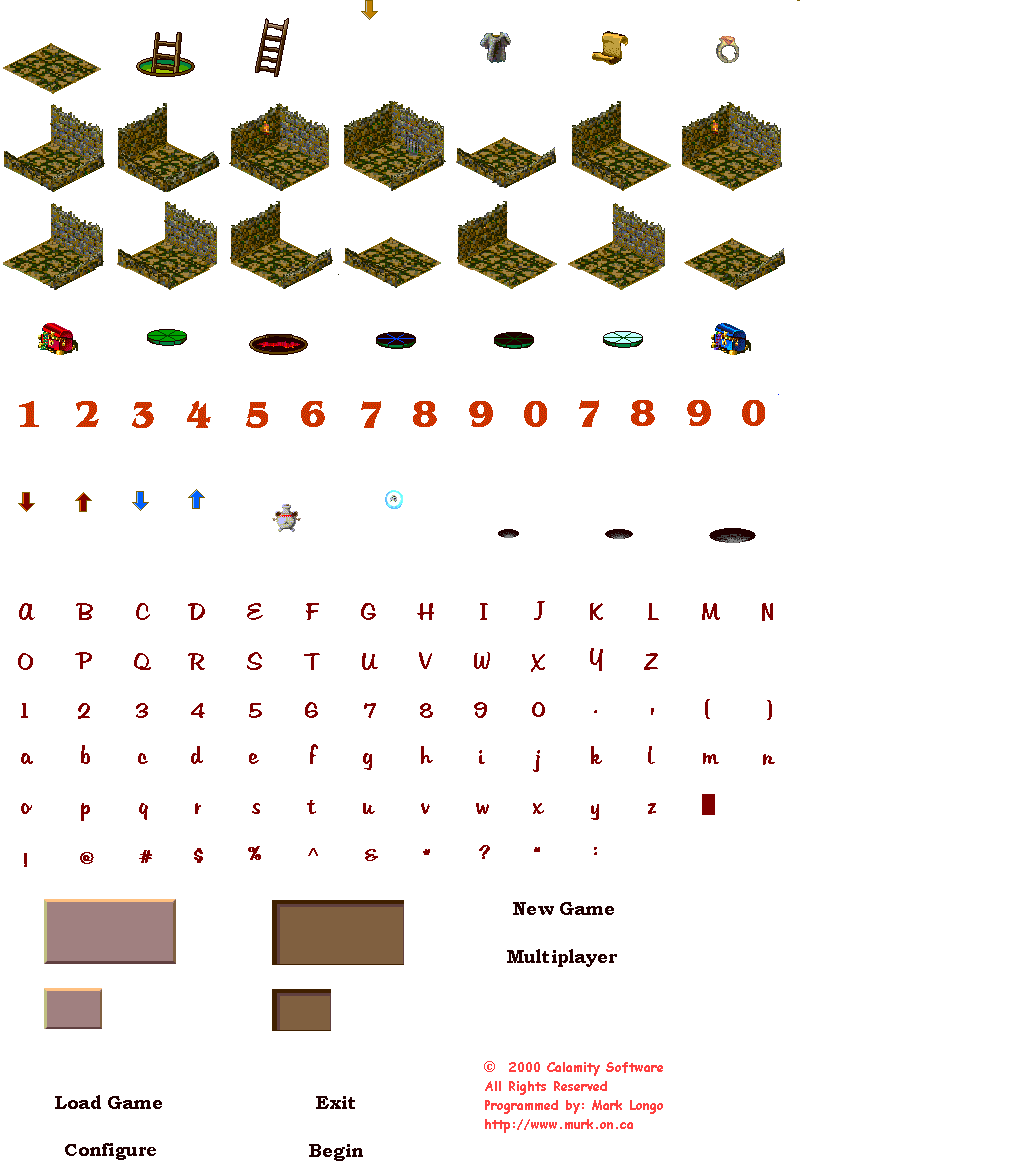 1 2 3 4 5 6 7 8 9 0 7 8 9 0
A B C D E F G H I J K L M N
O P Q R S T U V W X Y Z
1 2 3 4 5 6 7 8 9 0 . ' ( )
a b c d e f g h i j k l m n
o p q r s t u v w x y z
! @ # $ % ^ & * ? " :
New Game
Multiplayer
© 2000 Calamity Software
All Rights Reserved
Programmed by: Mark Longo
http://www.murk.on.ca
Load Game
Exit
Configure
Begin